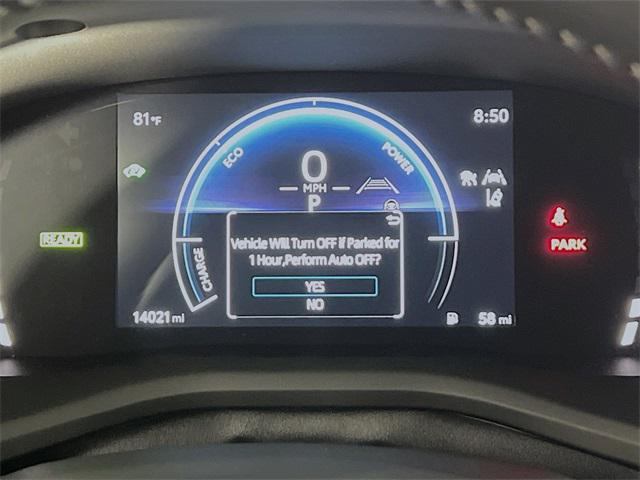 81°F
8:50
ECO
POWER
0
MPH
P
READY
PARK
CHARGE
Vehicle Will Turn OFF if Parked for
1 Hour,Perform Auto OFF?
YES
NO
14021 mi
58 mi